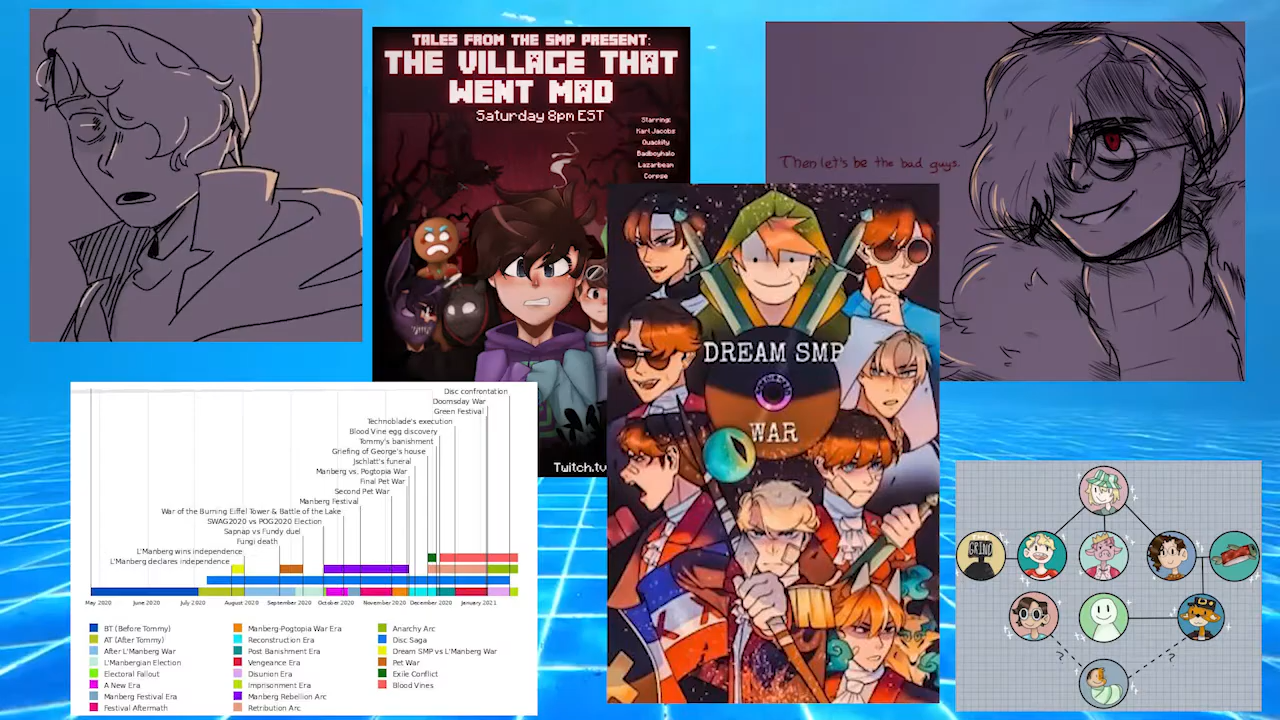 TALES FROM THE SMP PRESENT:
THE VILLAGE THAT
WENT MAD
Saturday 8pm EST
Starring:
Karl Jacobs
Quackity
Badboyhalo
Lazarbeam
Corpse
Twitch.tv
Then let's be the bad guys.
DREAM SMP
WAR
Disc confrontation
Doomsday War
Green Festival
Technoblade's execution
Blood Vine egg discovery
Tommy's banishment
Griefing of George's house
Jschlatt's funeral
Manberg vs. Pogtopia War
Final Pet War
Second Pet War
Manberg Festival
War of the Burning Eiffel Tower & Battle of the Lake
SWAG2020 vs POG2020 Election
Sapnap vs Fundy duel
Fungi death
L'Manberg wins independence
L'Manberg declares independence
May 2020 June 2020 July 2020 August 2020 September 2020 October 2020 November 2020 December 2020 January 2021
BT (Before Tommy)
AT (After Tommy)
After L'Manberg War
L'Manbergian Election
Electoral Fallout
A New Era
Manberg Festival Era
Festival Aftermath
Manberg-Pogtopia War Era
Reconstruction Era
Post Banishment Era
Vengeance Era
Disunion Era
Imprisonment Era
Manberg Rebellion Arc
Retribution Arc
Anarchy Arc
Disc Saga
Dream SMP vs L'Manberg War
Pet War
Exile Conflict
Blood Vines
THE
GRIND
? ?